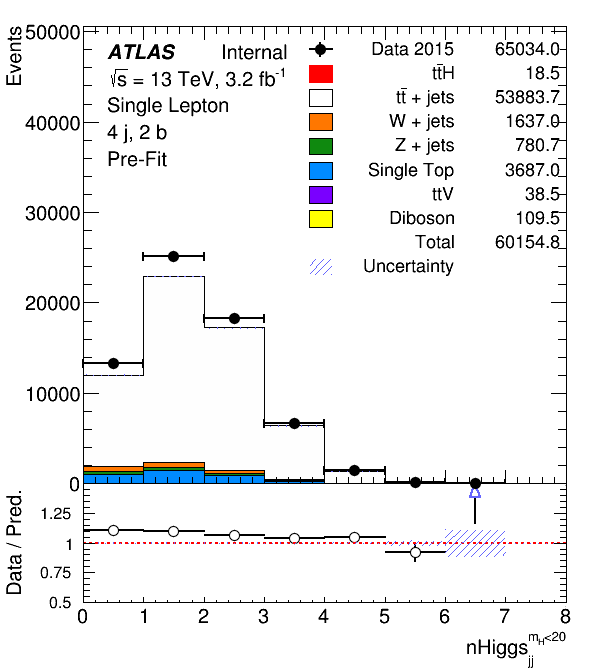 Events
50000
40000
30000
20000
10000
0
ATLAS Internal
√s = 13 TeV, 3.2 fb⁻¹
Single Lepton
4 j, 2 b
Pre-Fit
Data 2015 65034.0
tt̄H 18.5
tt̄ + jets 53883.7
W + jets 1637.0
Z + jets 780.7
Single Top 3687.0
ttV 38.5
Diboson 109.5
Total 60154.8
Uncertainty
Data / Pred.
1.25
1
0.75
0.5
0 1 2 3 4 5 6 7 8
nHiggs_jj^m_H<20